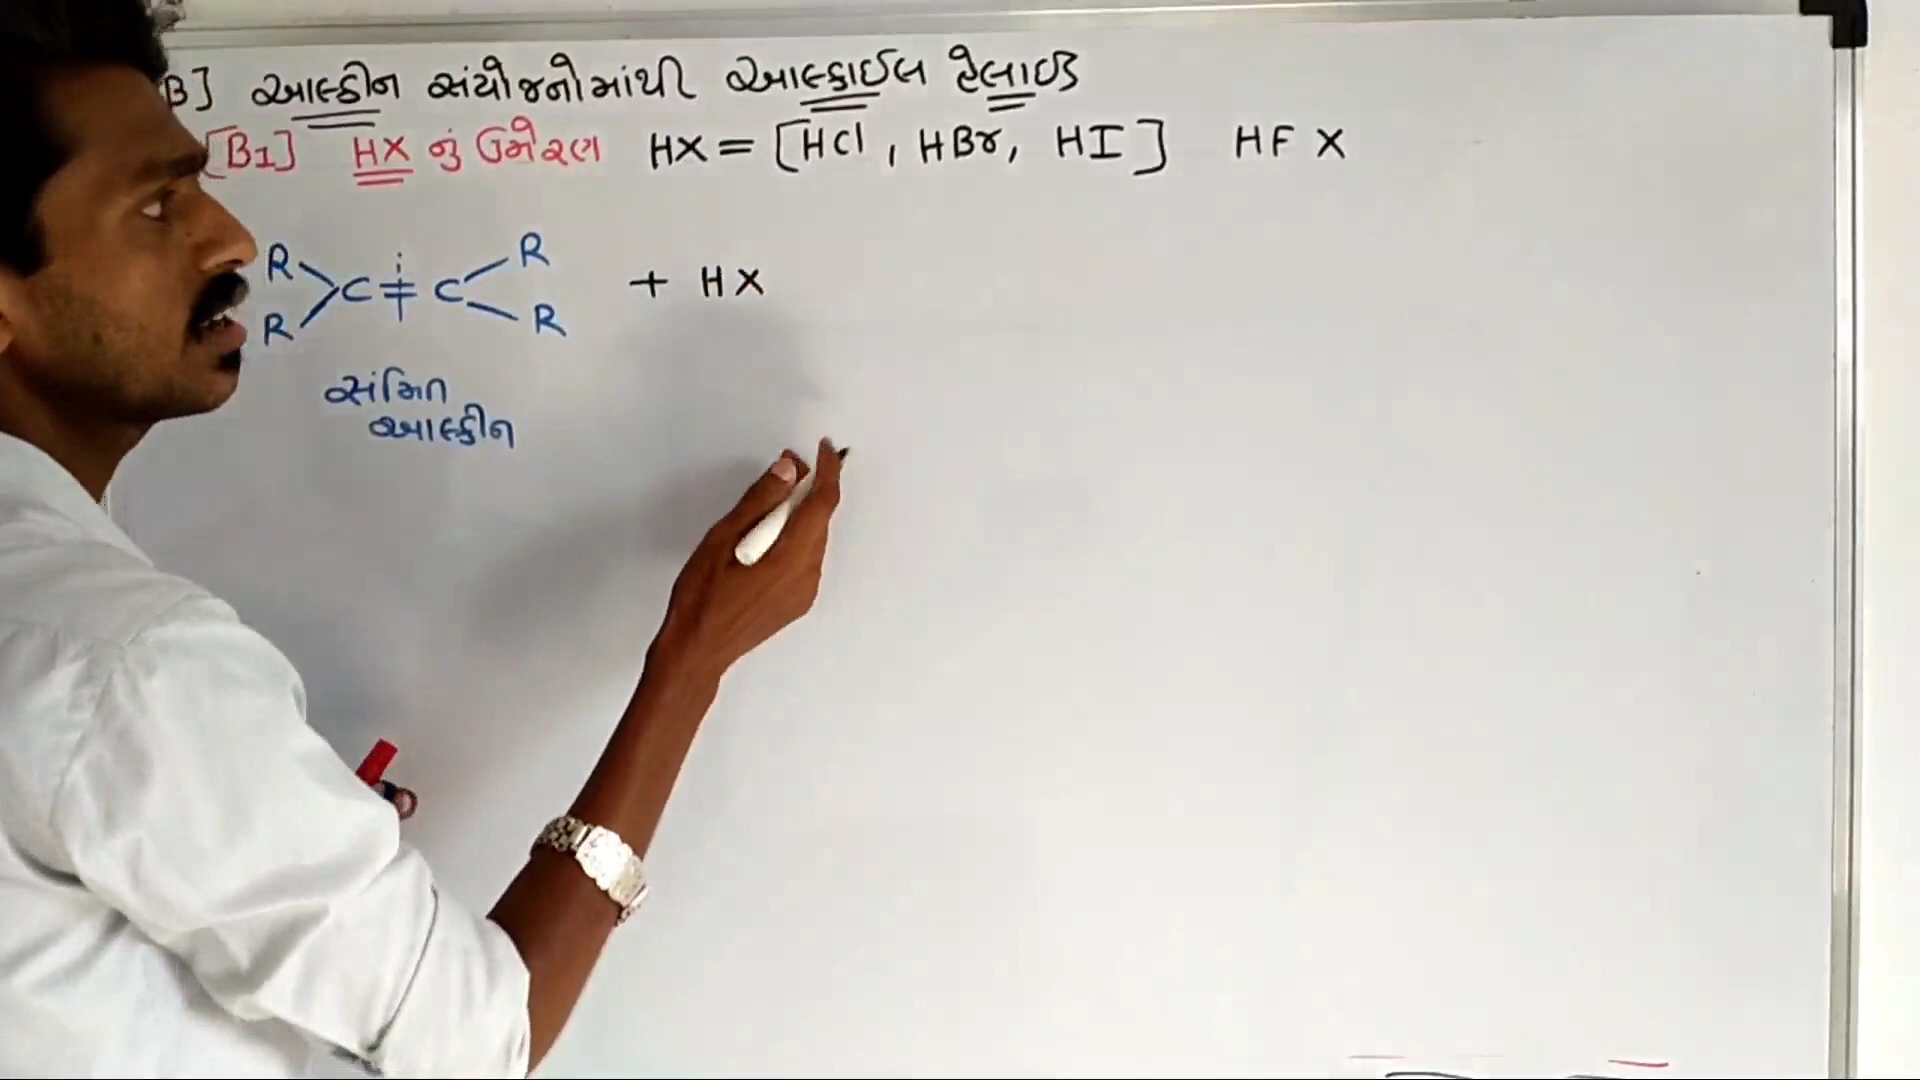 B] આલ્કીન સંયોજનોમાંથી આલ્કાઈલ હેલાઈડ
[B1] HX નું ઉમેરણ HX = [HCl, HBr, HI] HF X
R R
C = C + HX
R R
સંમિત
આલ્કીન